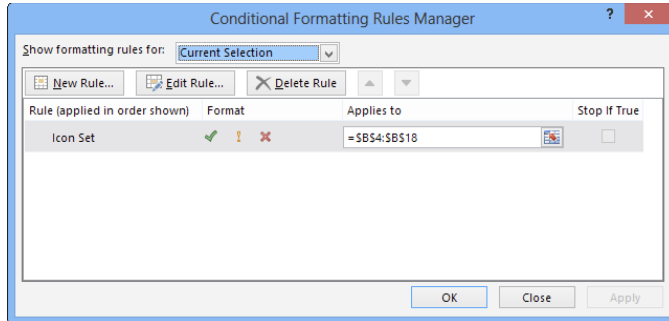 Conditional Formatting Rules Manager ?
Show formatting rules for: Current Selection
New Rule... Edit Rule... Delete Rule
Rule (applied in order shown) Format Applies to Stop If True
Icon Set =$B$4:$B$18
OK Close Apply